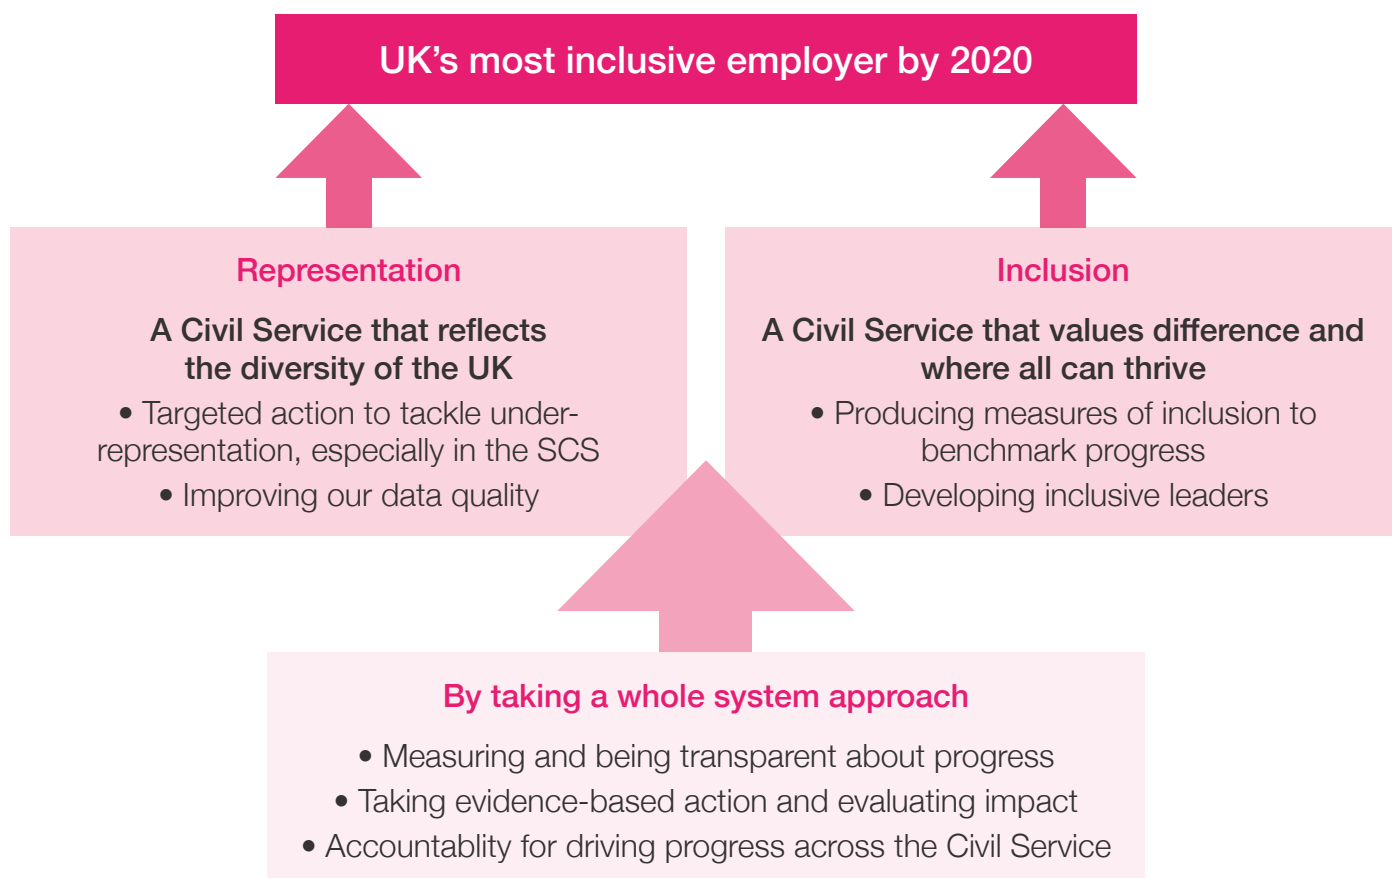 UK’s most inclusive employer by 2020
Representation
A Civil Service that reflects
the diversity of the UK
• Targeted action to tackle under-
representation, especially in the SCS
• Improving our data quality
Inclusion
A Civil Service that values difference and
where all can thrive
• Producing measures of inclusion to
benchmark progress
• Developing inclusive leaders
By taking a whole system approach
• Measuring and being transparent about progress
• Taking evidence-based action and evaluating impact
• Accountablity for driving progress across the Civil Service